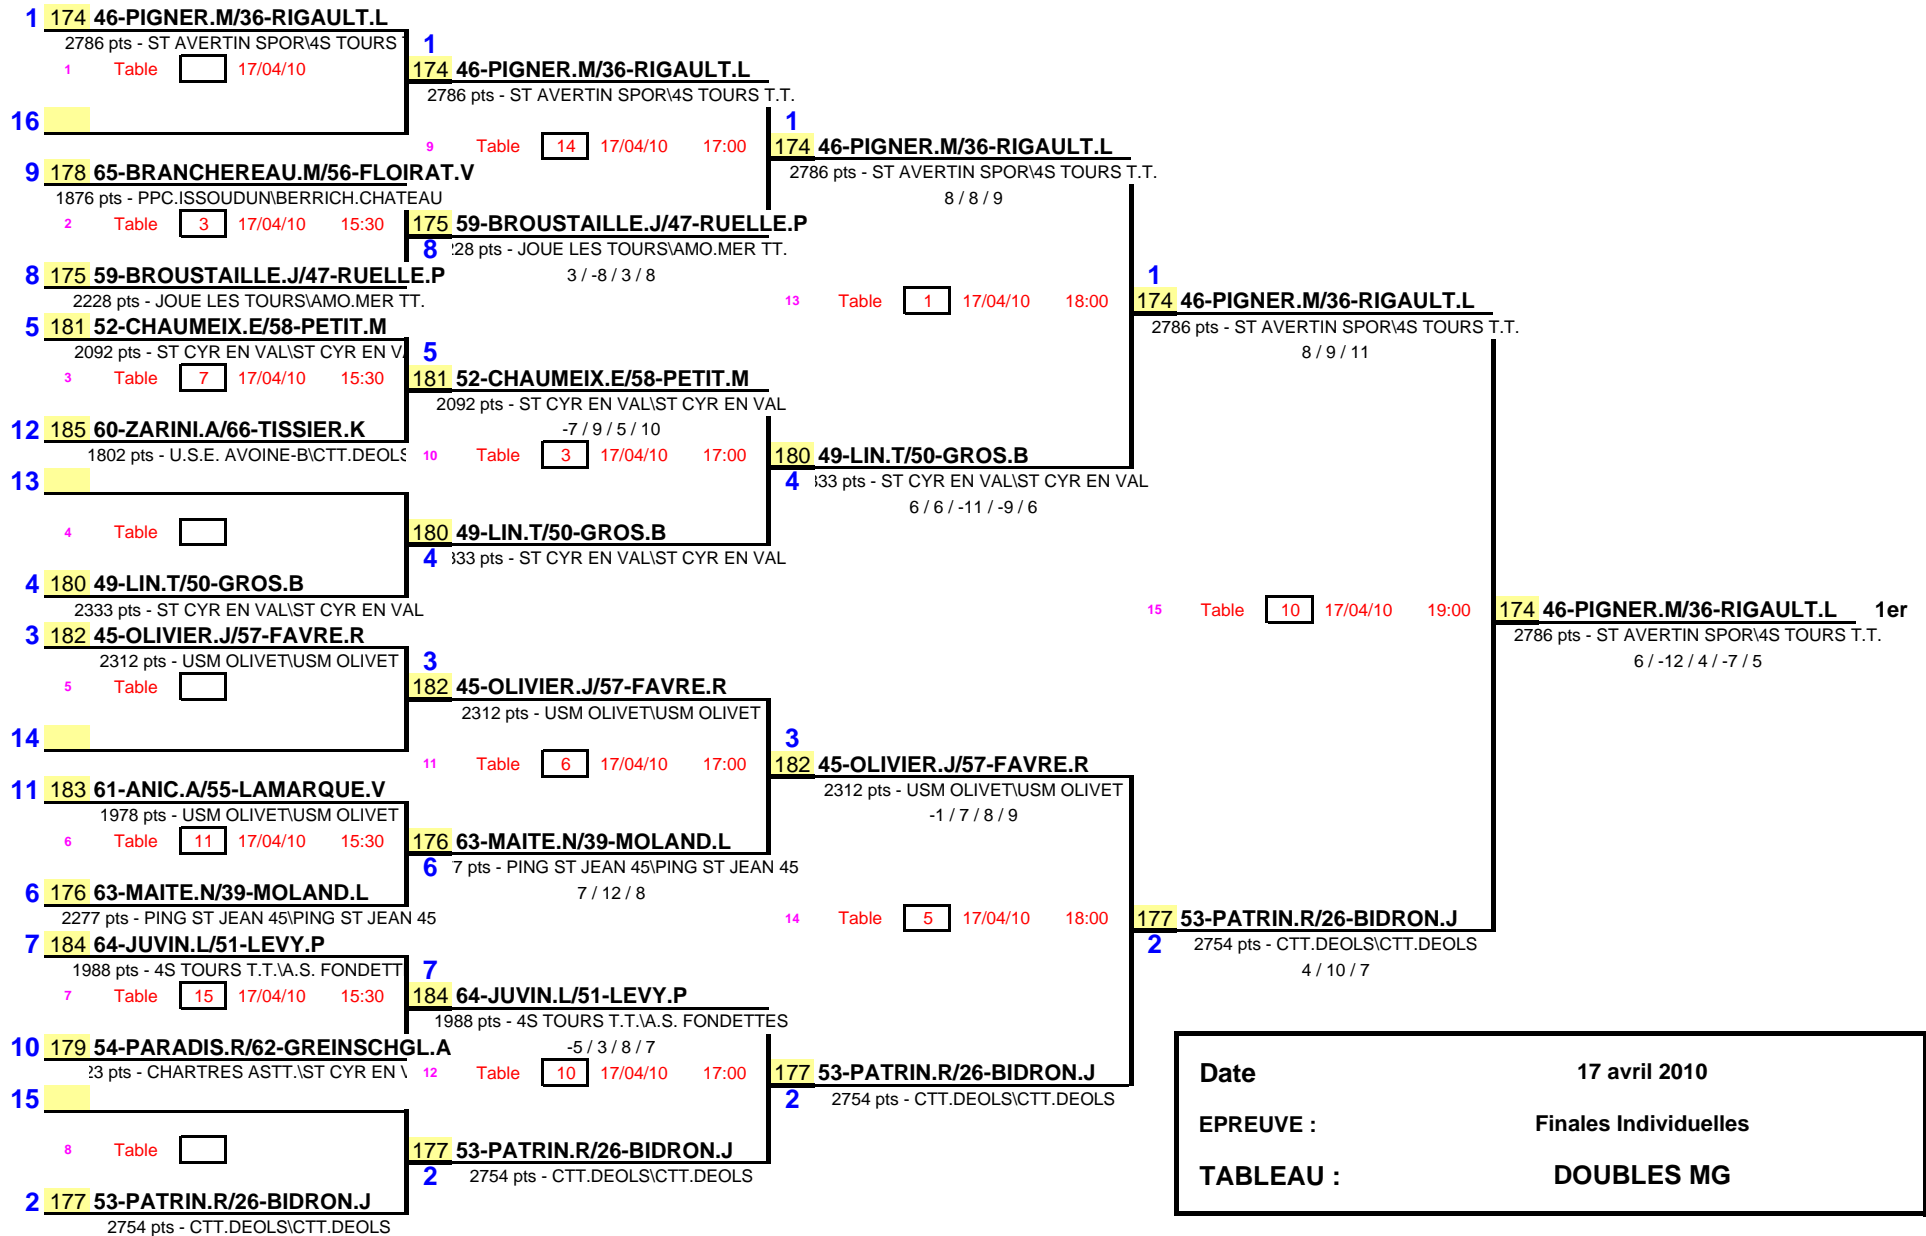 1 174 46-PIGNER.M/36-RIGAULT.L
2786 pts - ST AVERTIN SPOR\4S TOURS
1 Table 17/04/10
16
9 178 65-BRANCHEREAU.M/56-FLOIRAT.V
1876 pts - PPC.ISSOUDUN\BERRICH.CHATEAU
2 Table 3 17/04/10 15:30
8 175 59-BROUSTAILLE.J/47-RUELLE.P
2228 pts - JOUE LES TOURS\AMO.MER TT.
5 181 52-CHAUMEIX.E/58-PETIT.M
2092 pts - ST CYR EN VAL\ST CYR EN VA
3 Table 7 17/04/10 15:30
12 185 60-ZARINI.A/66-TISSIER.K
1802 pts - U.S.E. AVOINE-B\CTT.DEOLS
13
4 Table
4 180 49-LIN.T/50-GROS.B
2333 pts - ST CYR EN VAL\ST CYR EN VAL
3 182 45-OLIVIER.J/57-FAVRE.R
2312 pts - USM OLIVET\USM OLIVET
5 Table
14
11 183 61-ANIC.A/55-LAMARQUE.V
1978 pts - USM OLIVET\USM OLIVET
6 Table 11 17/04/10 15:30
6 176 63-MAITE.N/39-MOLAND.L
2277 pts - PING ST JEAN 45\PING ST JEAN 45
7 184 64-JUVIN.L/51-LEVY.P
1988 pts - 4S TOURS T.T.\A.S. FONDETT
7 Table 15 17/04/10 15:30
10 179 54-PARADIS.R/62-GREINSCHGL.A
23 pts - CHARTRES ASTT.\ST CYR EN V
15
8 Table
2 177 53-PATRIN.R/26-BIDRON.J
2754 pts - CTT.DEOLS\CTT.DEOLS
1
174 46-PIGNER.M/36-RIGAULT.L
2786 pts - ST AVERTIN SPOR\4S TOURS T.T.
9 Table 14 17/04/10 17:00
175 59-BROUSTAILLE.J/47-RUELLE.P
8 228 pts - JOUE LES TOURS\AMO.MER TT.
3 / -8 / 3 / 8
5
181 52-CHAUMEIX.E/58-PETIT.M
2092 pts - ST CYR EN VAL\ST CYR EN VAL
-7 / 9 / 5 / 10
10 Table 3 17/04/10 17:00
180 49-LIN.T/50-GROS.B
4 333 pts - ST CYR EN VAL\ST CYR EN VAL
3
182 45-OLIVIER.J/57-FAVRE.R
2312 pts - USM OLIVET\USM OLIVET
11 Table 6 17/04/10 17:00
176 63-MAITE.N/39-MOLAND.L
6 7 pts - PING ST JEAN 45\PING ST JEAN 45
7 / 12 / 8
7
184 64-JUVIN.L/51-LEVY.P
1988 pts - 4S TOURS T.T.\A.S. FONDETTES
-5 / 3 / 8 / 7
12 Table 10 17/04/10 17:00
177 53-PATRIN.R/26-BIDRON.J
2 2754 pts - CTT.DEOLS\CTT.DEOLS
1
174 46-PIGNER.M/36-RIGAULT.L
2786 pts - ST AVERTIN SPOR\4S TOURS T.T.
8 / 8 / 9
13 Table 1 17/04/10 18:00
180 49-LIN.T/50-GROS.B
4 333 pts - ST CYR EN VAL\ST CYR EN VAL
6 / 6 / -11 / -9 / 6
3
182 45-OLIVIER.J/57-FAVRE.R
2312 pts - USM OLIVET\USM OLIVET
-1 / 7 / 8 / 9
14 Table 5 17/04/10 18:00
177 53-PATRIN.R/26-BIDRON.J
2 2754 pts - CTT.DEOLS\CTT.DEOLS
1
174 46-PIGNER.M/36-RIGAULT.L
2786 pts - ST AVERTIN SPOR\4S TOURS T.T.
8 / 9 / 11
15 Table 10 17/04/10 19:00
177 53-PATRIN.R/26-BIDRON.J
2 2754 pts - CTT.DEOLS\CTT.DEOLS
4 / 10 / 7
174 46-PIGNER.M/36-RIGAULT.L 1er
2786 pts - ST AVERTIN SPOR\4S TOURS T.T.
6 / -12 / 4 / -7 / 5
Date 17 avril 2010
EPREUVE : Finales Individuelles
TABLEAU : DOUBLES MG